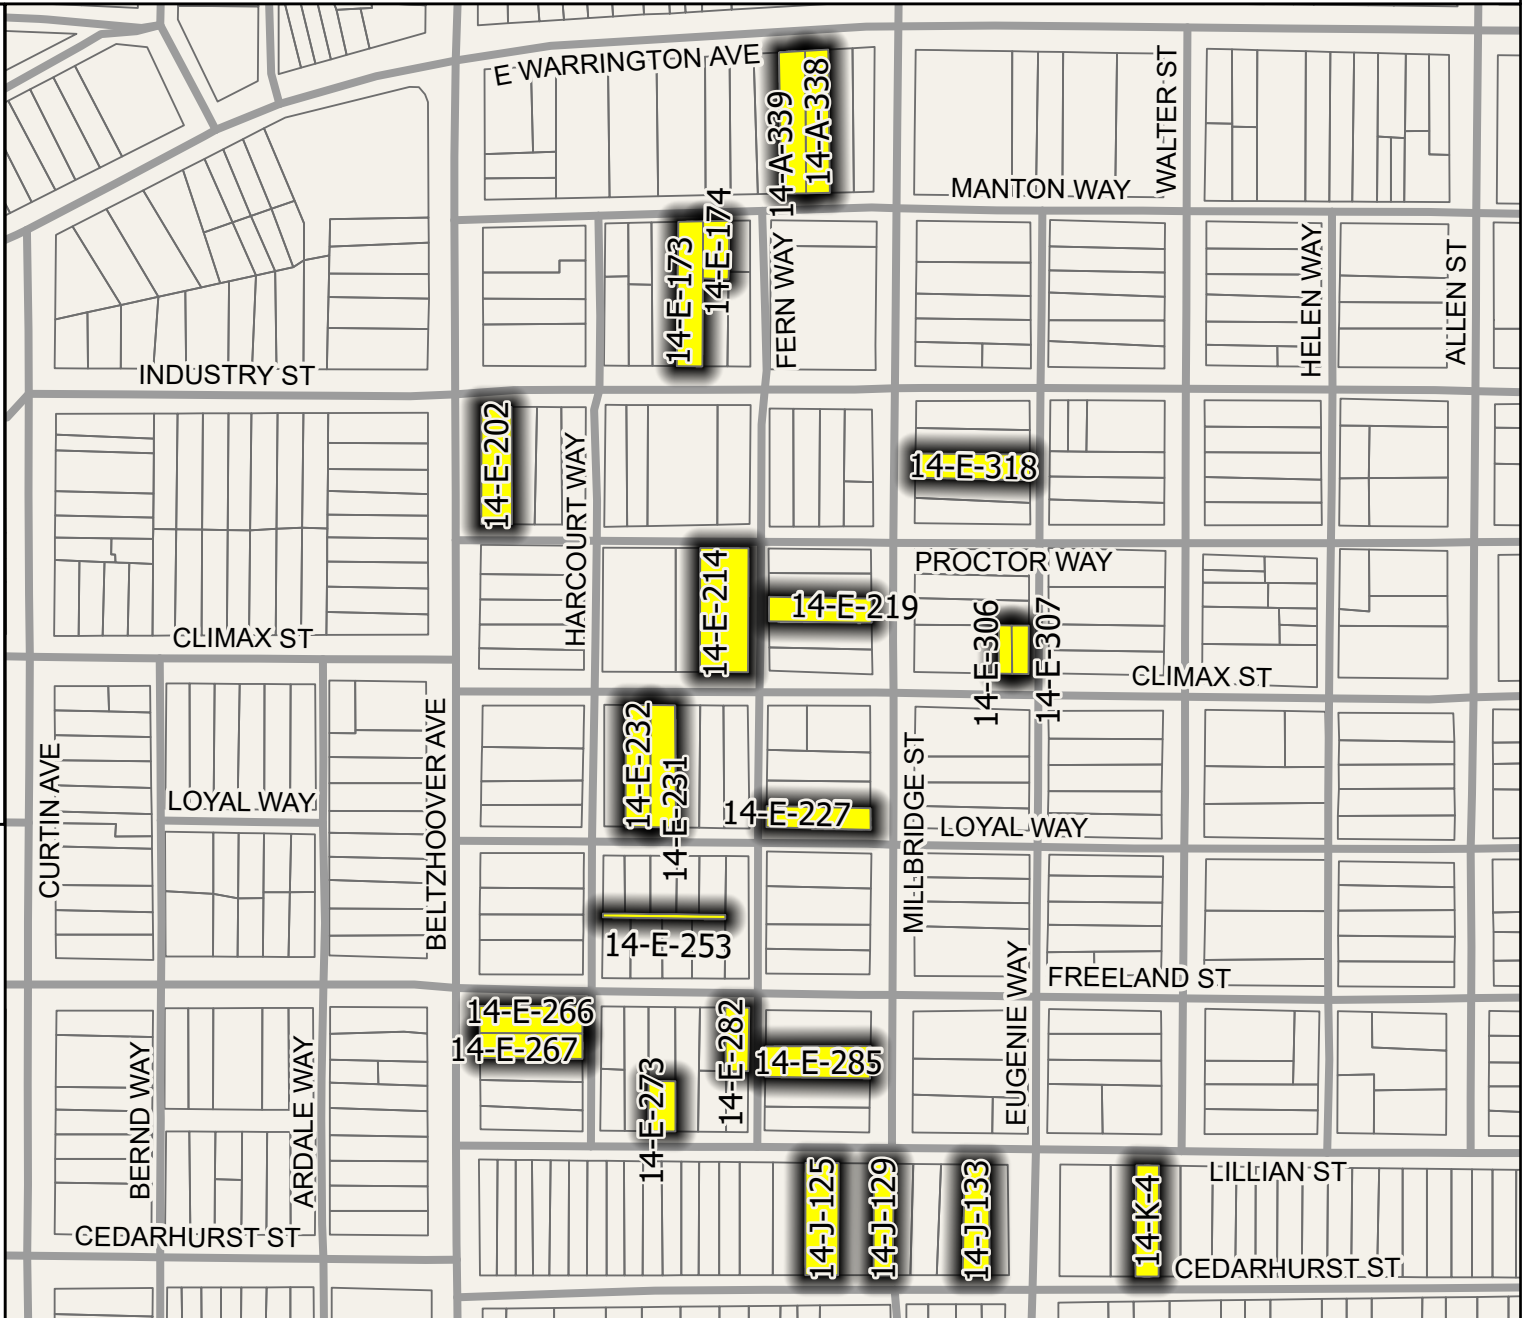 E WARRINGTON AVE
14-A-339
14-A-338
WALTER ST
MANTON WAY
14-E-174
14-E-173
FERN WAY
HELEN WAY
ALLEN ST
INDUSTRY ST
14-E-202
HARCOURT WAY
14-E-318
14-E-214
PROCTOR WAY
14-E-219
14-E-306
14-E-307
CLIMAX ST
CLIMAX ST
CURTIN AVE
LOYAL WAY
BELTZHOOVER AVE
14-E-232
14-E-231
14-E-227
MILLBRIDGE ST
LOYAL WAY
14-E-253
FREELAND ST
EUGENIE WAY
14-E-266
14-E-267
14-E-282
14-E-285
14-E-273
BERND WAY
ARDALE WAY
CEDARHURST ST
14-J-125
14-J-129
14-J-133
14-K-4
LILLIAN ST
CEDARHURST ST